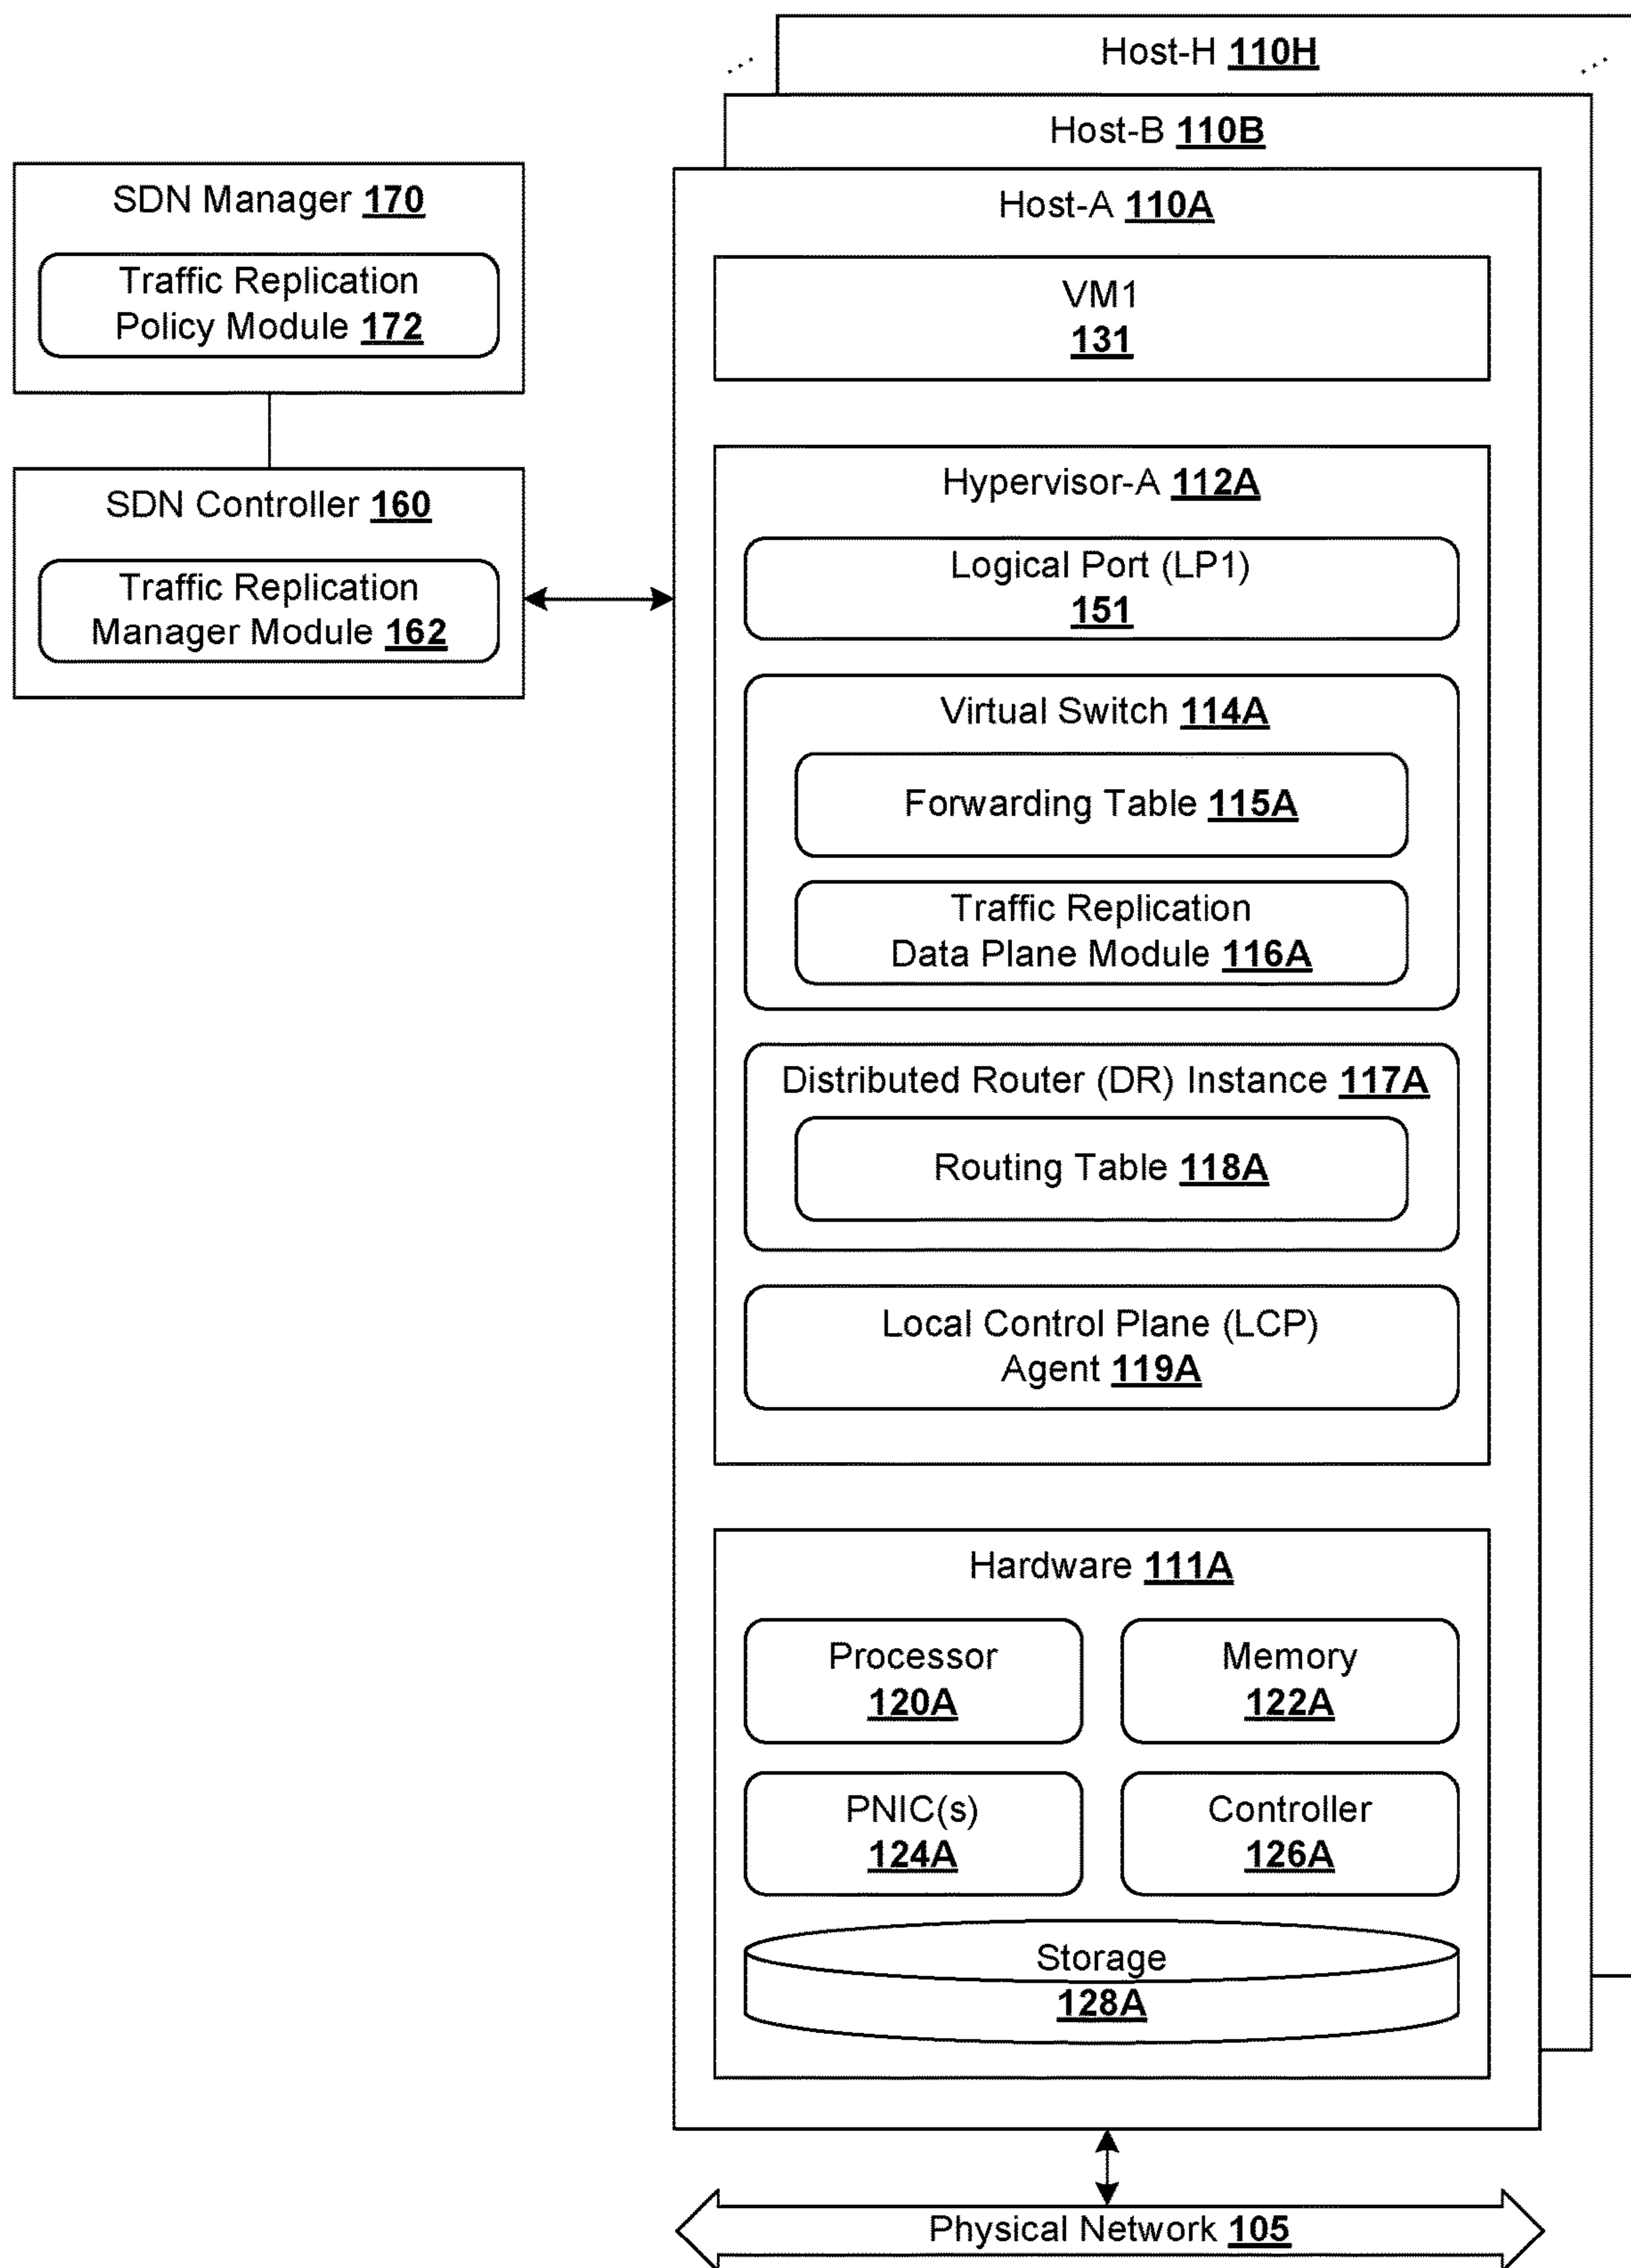 Host-H 110H
Host-B 110B
Host-A 110A
SDN Manager 170
Traffic Replication
Policy Module 172
SDN Controller 160
Traffic Replication
Manager Module 162
VM1
131
Hypervisor-A 112A
Logical Port (LP1)
151
Virtual Switch 114A
Forwarding Table 115A
Traffic Replication
Data Plane Module 116A
Distributed Router (DR) Instance 117A
Routing Table 118A
Local Control Plane (LCP)
Agent 119A
Hardware 111A
Processor
120A
Memory
122A
PNIC(s)
124A
Controller
126A
Storage
128A
Physical Network 105